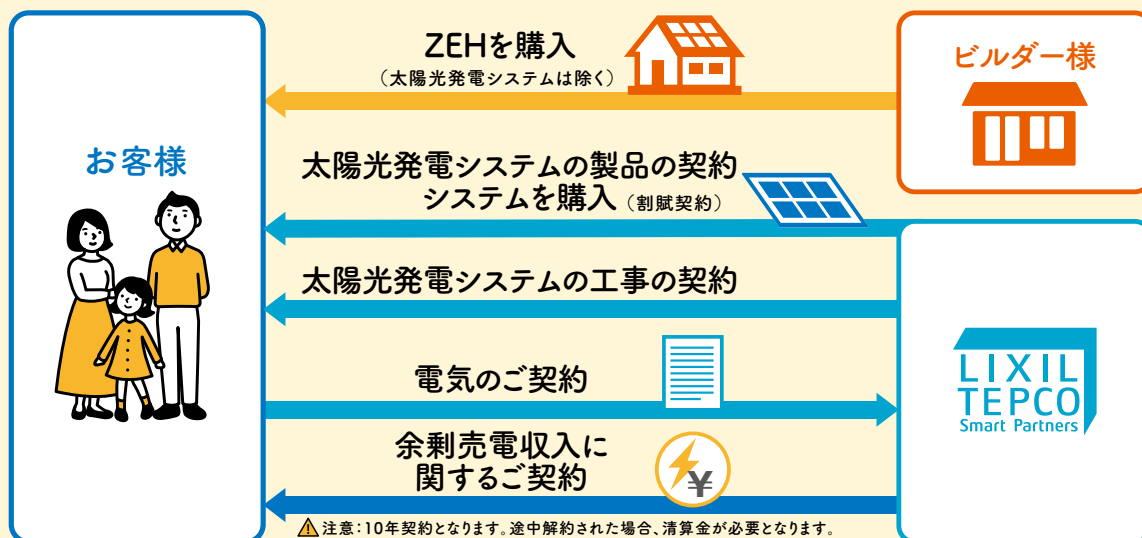 お客様
ZEHを購入
（太陽光発電システムは除く）
ビルダー様
太陽光発電システムの製品の契約
システムを購入（割賦契約）
太陽光発電システムの工事の契約
電気のご契約
余剰売電収入に
関するご契約
¥
LIXIL
TEPCO
Smart Partners
注意：10年契約となります。途中解約された場合、清算金が必要となります。